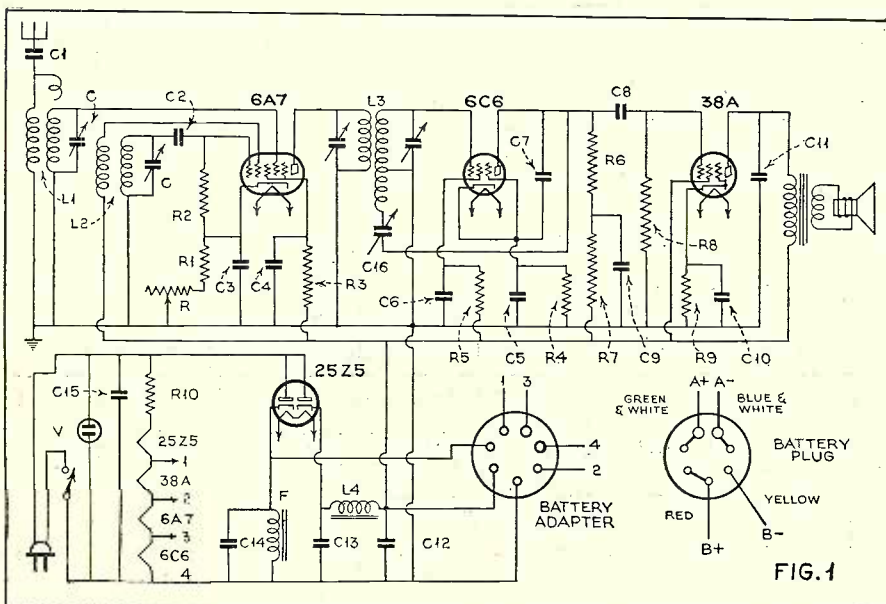 C1
C
C2
6A7
L3
6C6
C8
38A
C7
R6
C11
L1
L2
C
R2
R8
R1
C3
C4
R3
C16
R
C6
R5
C5
R4
R7
C9
R9
C10
25Z5
1
3
A+
A-
GREEN & WHITE
BLUE & WHITE
C15
R10
V
4
BATTERY PLUG
25Z5
1
2
YELLOW
38A
L4
BATTERY ADAPTER
2
F
RED
6A7
B-
3
C14
C13
C12
6C6
B+
4
FIG. 1